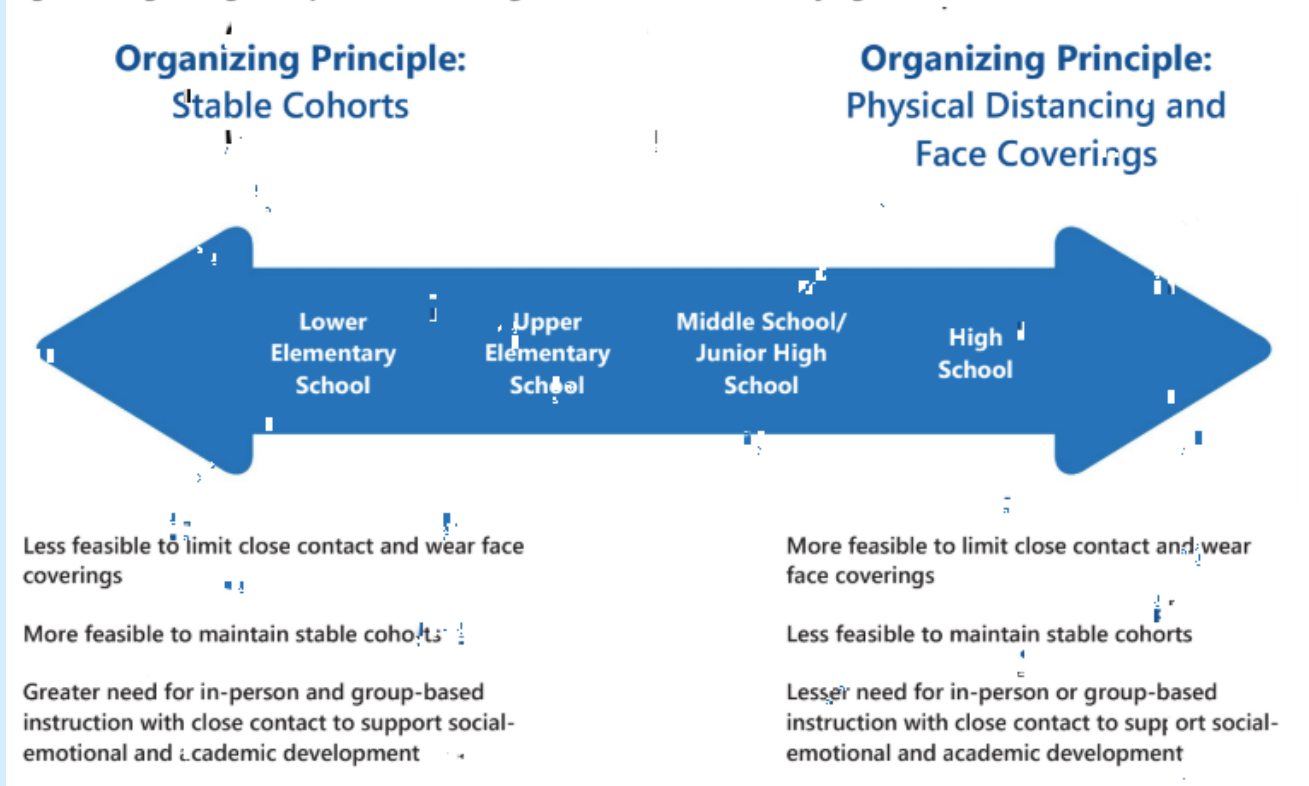 Organizing Principle:
Stable Cohorts
Organizing Principle:
Physical Distancing and
Face Coverings
Lower
Elementary
School
Upper
Elementary
School
Middle School/
Junior High
School
High
School
Less feasible to limit close contact and wear face
coverings
More feasible to maintain stable cohorts
Greater need for in-person and group-based
instruction with close contact to support social-
emotional and academic development
More feasible to limit close contact and wear
face coverings
Less feasible to maintain stable cohorts
Lesser need for in-person or group-based
instruction with close contact to support social-
emotional and academic development